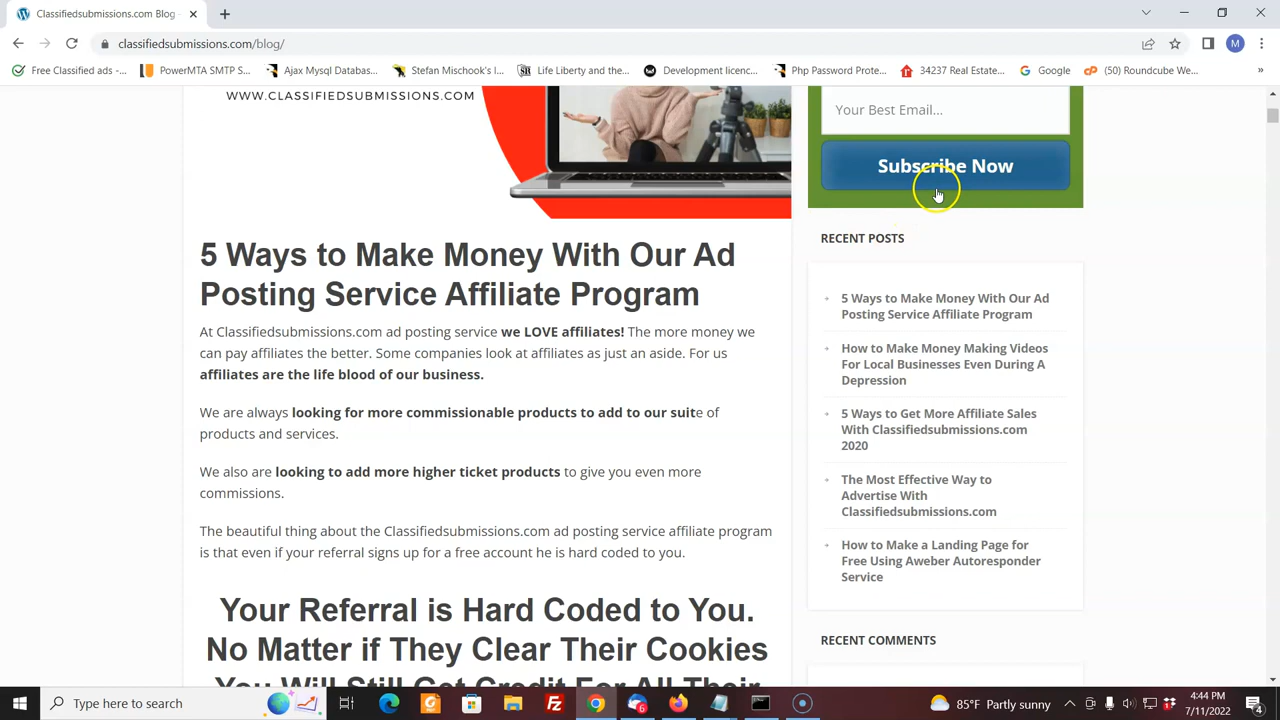 Classifiedsubmissions.com Blog -
classifiedsubmissions.com/blog/
M
Free Classified ads -...
PowerMTA SMTP S...
Ajax Mysql Databas...
Stefan Mischook's I...
Life Liberty and the...
Development licenc...
Php Password Prote...
34237 Real Estate...
Google
(50) Roundcube We...
»
WWW.CLASSIFIEDSUBMISSIONS.COM
5 Ways to Make Money With Our Ad
Posting Service Affiliate Program
At Classifiedsubmissions.com ad posting service we LOVE affiliates! The more money we
can pay affiliates the better. Some companies look at affiliates as just an aside. For us
affiliates are the life blood of our business.
We are always looking for more commissionable products to add to our suite of
products and services.
We also are looking to add more higher ticket products to give you even more
commissions.
The beautiful thing about the Classifiedsubmissions.com ad posting service affiliate program
is that even if your referral signs up for a free account he is hard coded to you.
Your Referral is Hard Coded to You.
No Matter if They Clear Their Cookies
You Will Still Get Credit For All Their
Your Best Email...
Subscribe Now
RECENT POSTS
5 Ways to Make Money With Our Ad
Posting Service Affiliate Program
How to Make Money Making Videos
For Local Businesses Even During A
Depression
5 Ways to Get More Affiliate Sales
With Classifiedsubmissions.com
2020
The Most Effective Way to
Advertise With
Classifiedsubmissions.com
How to Make a Landing Page for
Free Using Aweber Autoresponder
Service
RECENT COMMENTS
Type here to search
85°F Partly sunny
4:44 PM
7/11/2022